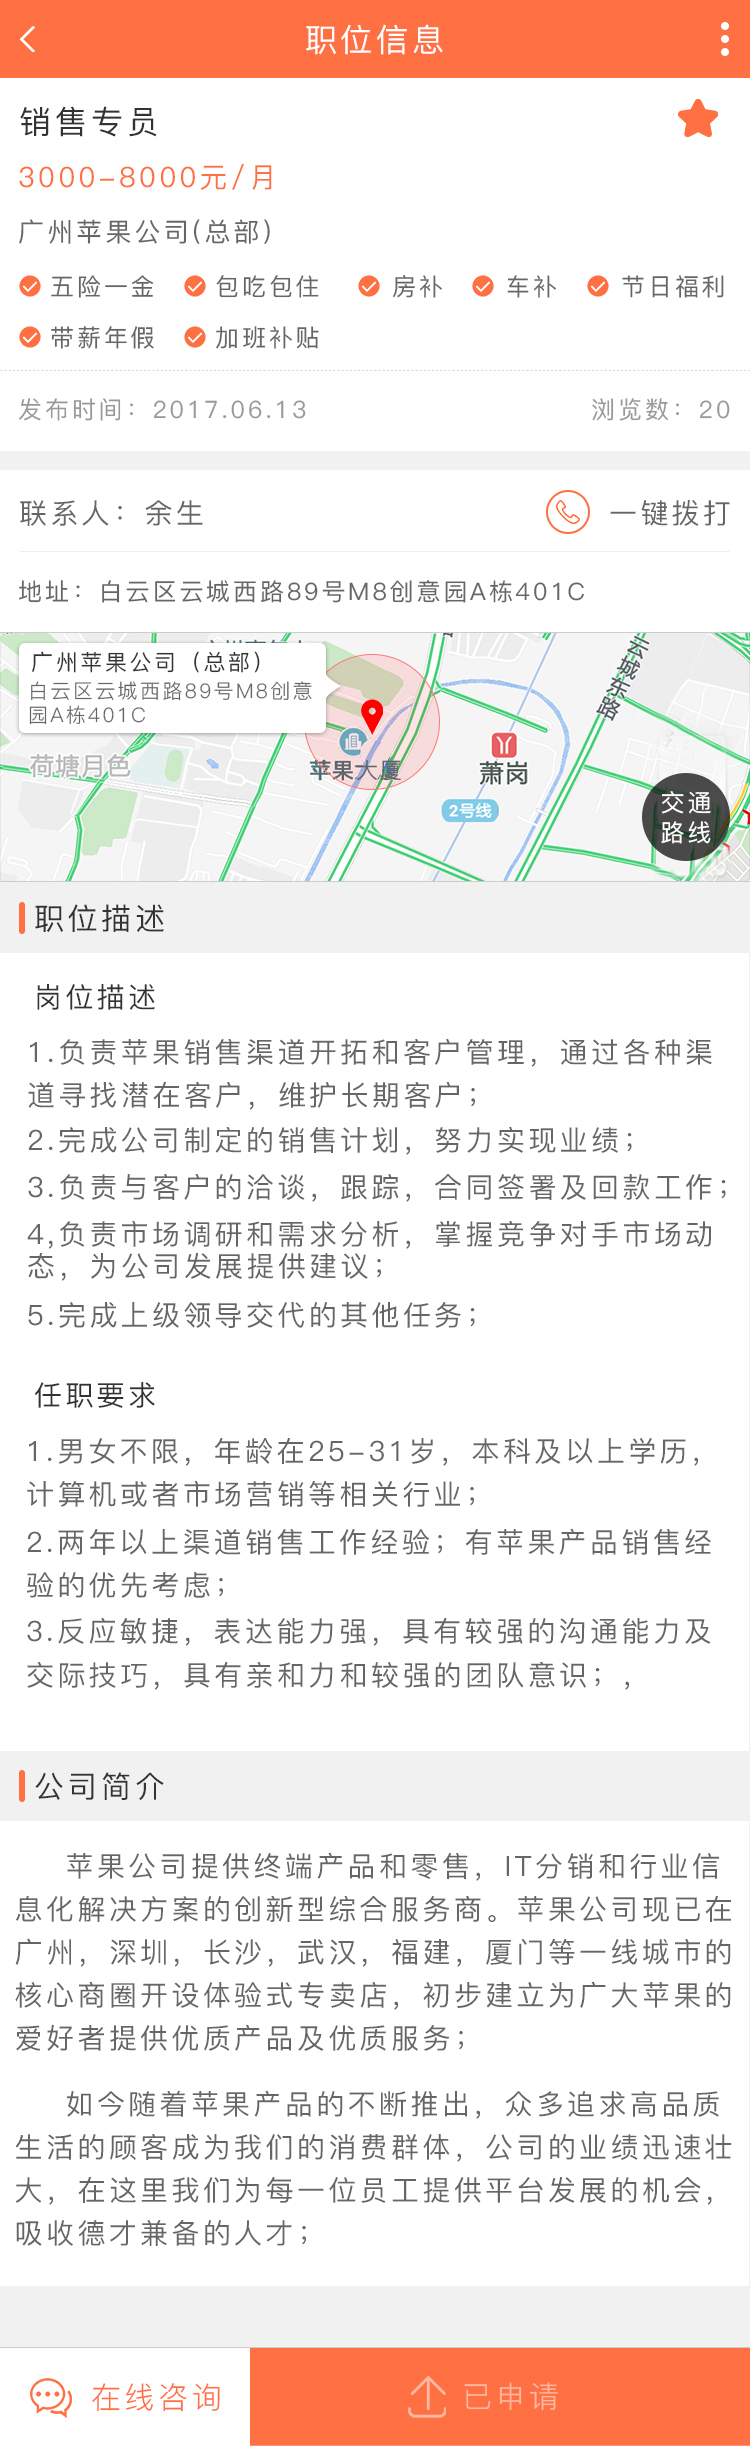 职位信息
销售专员
3000-8000元/月
广州苹果公司(总部)
五险一金 包吃包住 房补 车补 节日福利
带薪年假 加班补贴
发布时间：2017.06.13 浏览数：20
联系人：余生 一键拨打
地址：白云区云城西路89号M8创意园A栋401C
广州苹果公司（总部）
白云区云城西路89号M8创意
园A栋401C
云城东路
荷塘月色
苹果大厦
萧岗
2号线
交通
路线
职位描述
岗位描述
1.负责苹果销售渠道开拓和客户管理，通过各种渠
道寻找潜在客户，维护长期客户；
2.完成公司制定的销售计划，努力实现业绩；
3.负责与客户的洽谈，跟踪，合同签署及回款工作；
4,负责市场调研和需求分析，掌握竞争对手市场动
态，为公司发展提供建议；
5.完成上级领导交代的其他任务；
任职要求
1.男女不限，年龄在25-31岁，本科及以上学历，
计算机或者市场营销等相关行业；
2.两年以上渠道销售工作经验；有苹果产品销售经
验的优先考虑；
3.反应敏捷，表达能力强，具有较强的沟通能力及
交际技巧，具有亲和力和较强的团队意识；，
公司简介
苹果公司提供终端产品和零售，IT分销和行业信
息化解决方案的创新型综合服务商。苹果公司现已在
广州，深圳，长沙，武汉，福建，厦门等一线城市的
核心商圈开设体验式专卖店，初步建立为广大苹果的
爱好者提供优质产品及优质服务；
如今随着苹果产品的不断推出，众多追求高品质
生活的顾客成为我们的消费群体，公司的业绩迅速壮
大，在这里我们为每一位员工提供平台发展的机会，
吸收德才兼备的人才；
在线咨询 已申请